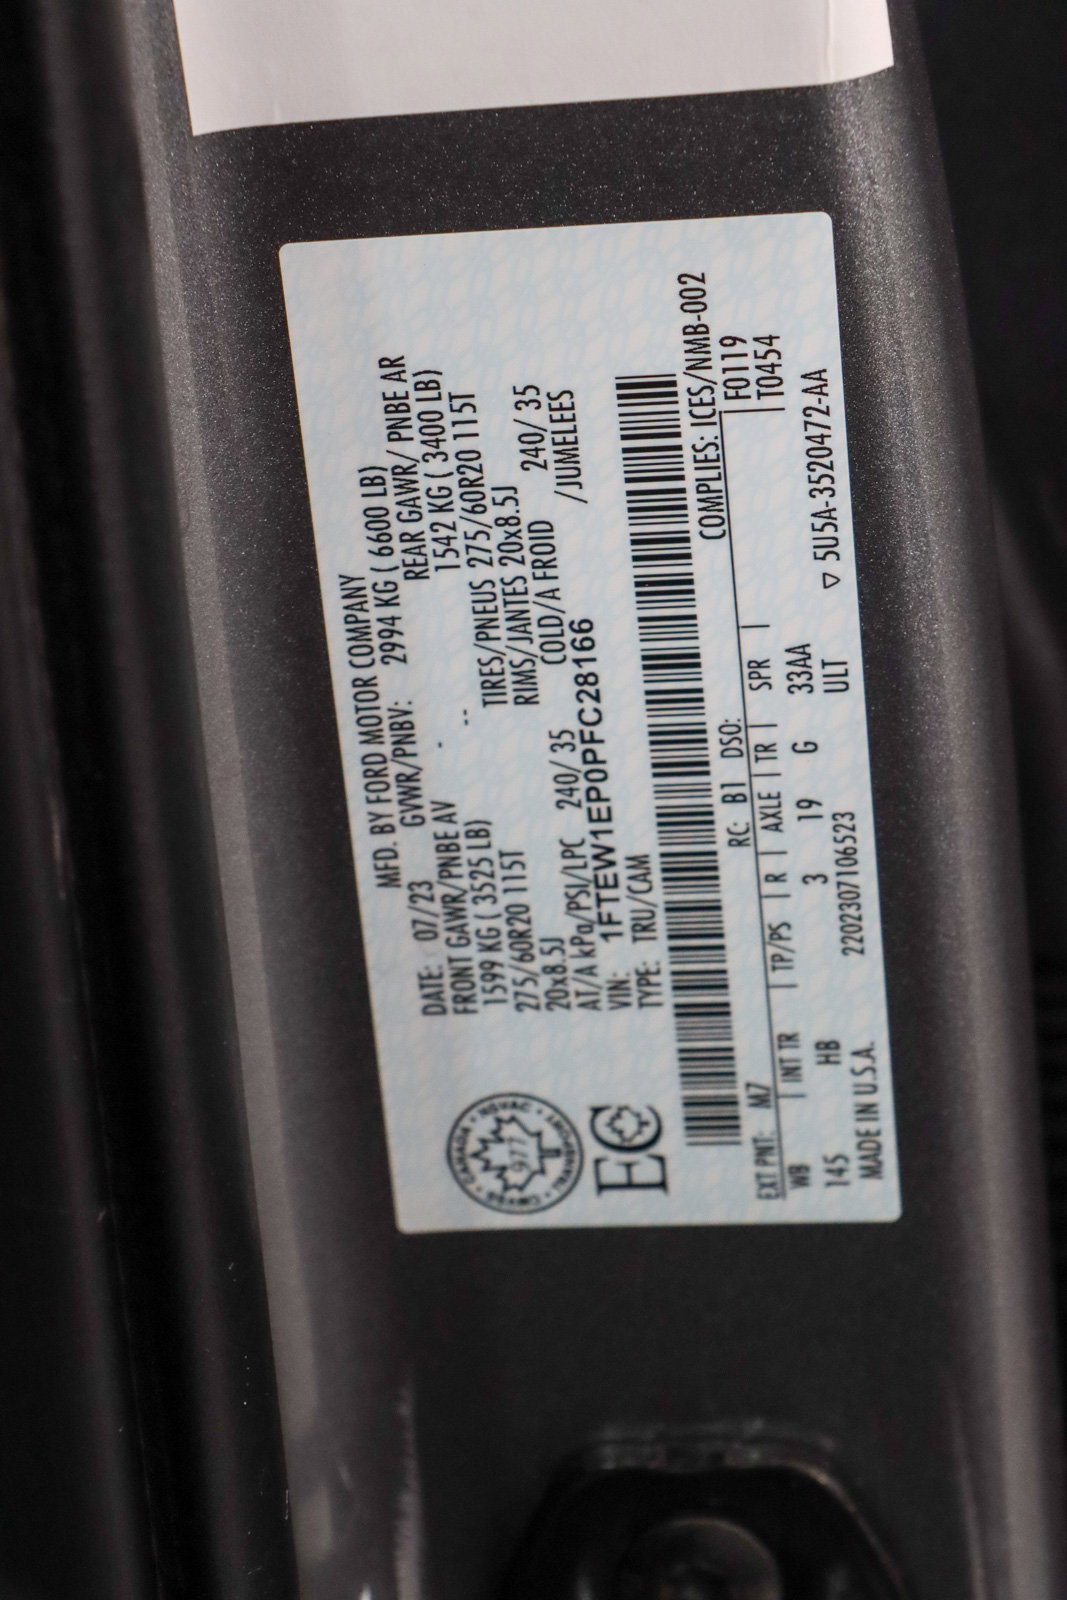 MFD. BY FORD MOTOR COMPANY
DATE: 07/23 GVWR/PNBV: 2994 KG ( 6600 LB)
FRONT GAWR/PNBE AV - -- REAR GAWR/ PNBE AR
1599 KG ( 3525 LB) 1542 KG ( 3400 LB)
275/60R20 115T TIRES/PNEUS 275/60R20 115T
20x8.5J RIMS/JANTES 20x8.5J
AT/A kPa/PSI/LPC 240/ 35 COLD/A FROID 240/ 35
VIN: 1FTEW1EP0PFC28166 /JUMELEES
TYPE: TRU/CAM
CANADA • NSVAC •
977
EC
COMPLIES: ICES/NMB-002
EXT PNT: M7 RC: B1 DSO: F0119
WB | INT TR | TP/PS | R | AXLE | TR | SPR | T0454
145 HB 3 19 G 33AA
ULT ▽ 5U5A-3520472-AA
MADE IN U.S.A. 2202307106523